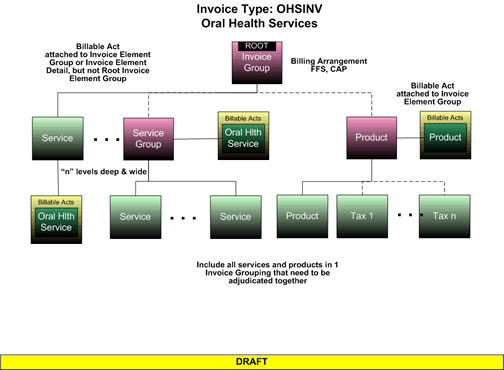 Invoice Type: OHSINV
Oral Health Services
Billable Act
attached to Invoice Element
Group or Invoice Element
Detail, but not Root Invoice
Element Group
ROOT
Invoice
Group
Billing Arrangement
FFS, CAP
Billable Act
attached to Invoice
Element Group
Service
. . .
Service
Group
Billable Acts
Oral Hlth
Service
Product
Billable Acts
Product
"n" levels deep & wide
Billable Acts
Oral Hlth
Service
Service
. . .
Service
Product
Tax 1
. . .
Tax n
Include all services and products in 1
Invoice Grouping that need to be
adjudicated together
DRAFT